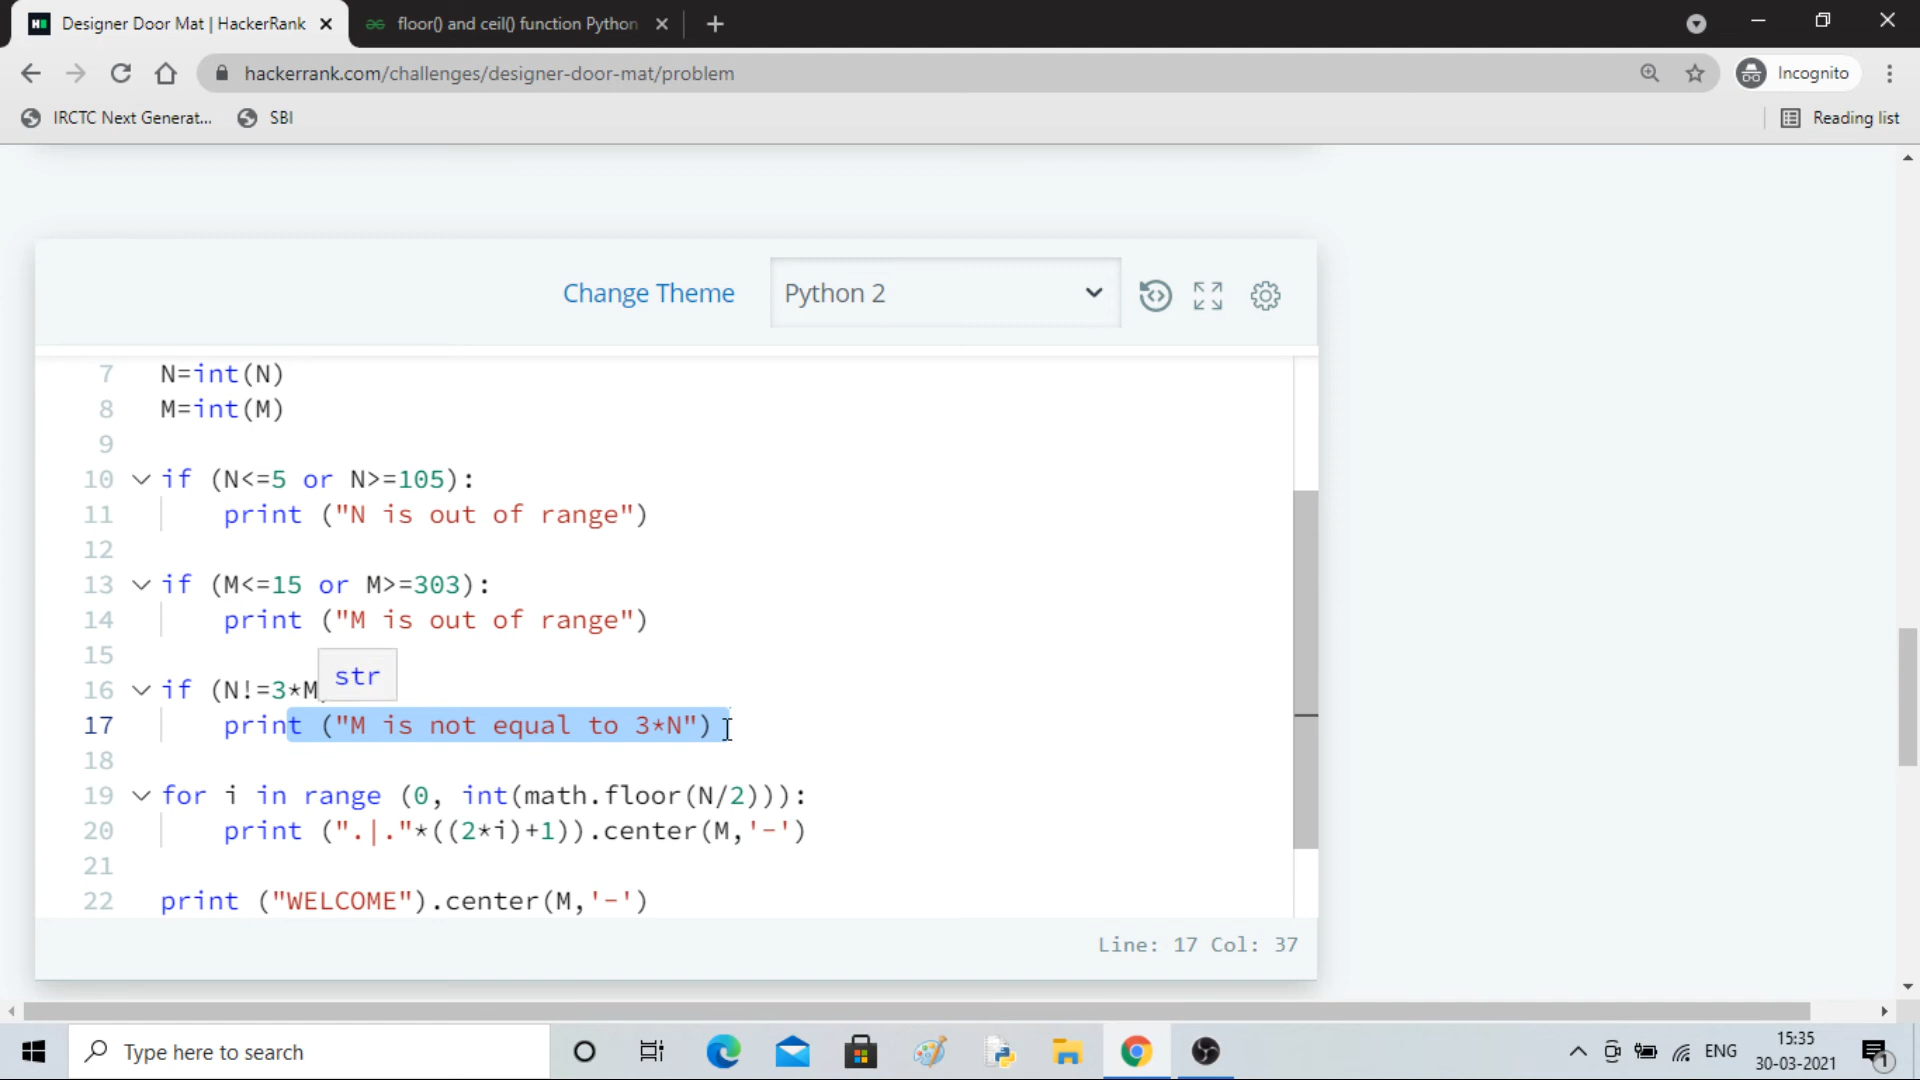 Designer Door Mat | HackerRank
floor() and ceil() function Python
hackerrank.com/challenges/designer-door-mat/problem
Incognito
IRCTC Next Generat...
SBI
Reading list
Change Theme
Python 2
7 N=int(N)
8 M=int(M)
9
10 if (N<=5 or N>=105):
11 print ("N is out of range")
12
13 if (M<=15 or M>=303):
14 print ("M is out of range")
15
str
16 if (N!=3*M
17 print ("M is not equal to 3*N")
18
19 for i in range (0, int(math.floor(N/2))):
20 print (".|."*((2*i)+1)).center(M,'-')
21
22 print ("WELCOME").center(M,'-')
Line: 17 Col: 37
Type here to search
ENG
15:35
30-03-2021
1